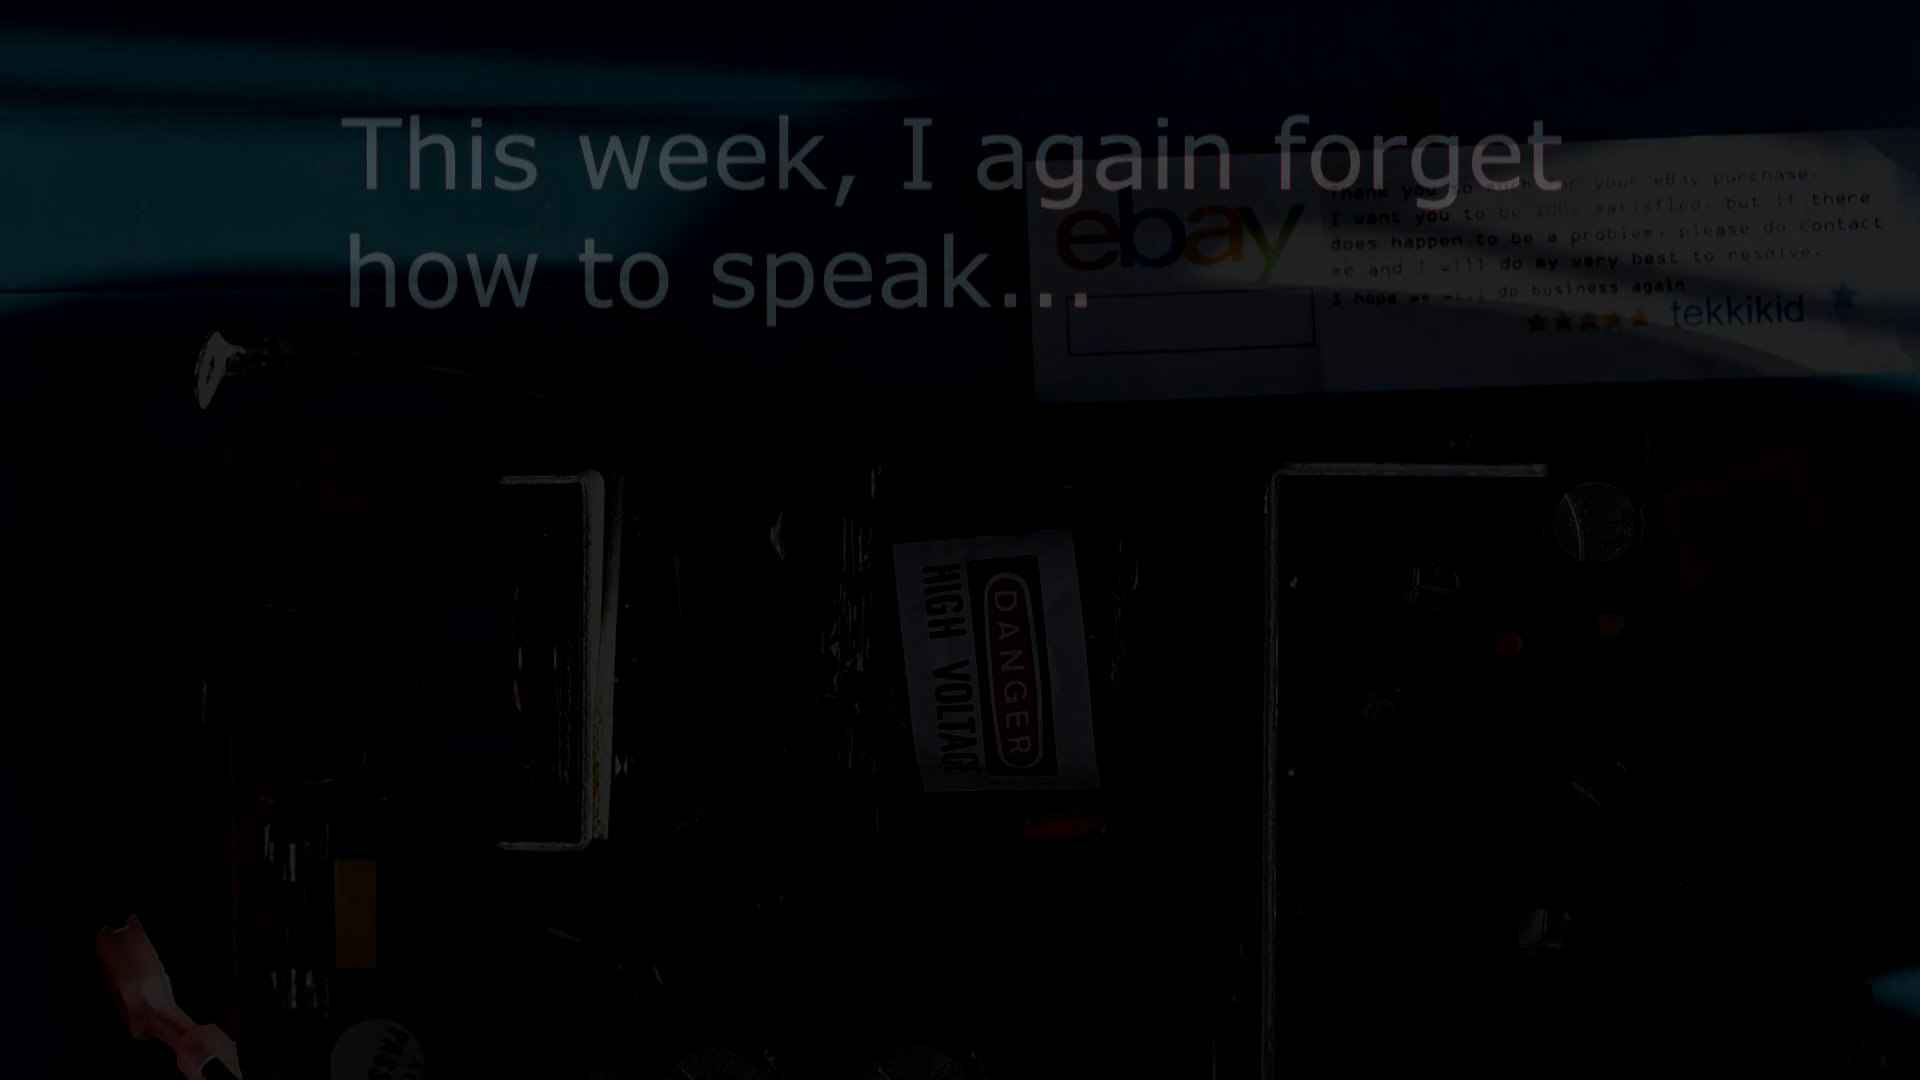 This week, I again forget
how to speak...
ebay
Thank you so much for your eBay purchase.
I want you to be 100% satisfied, but if there
does happen to be a problem, please do contact
me and I will do my very best to resolve.
I hope we will do business again
tekkikid
DANGER
HIGH VOLTAG
PAS